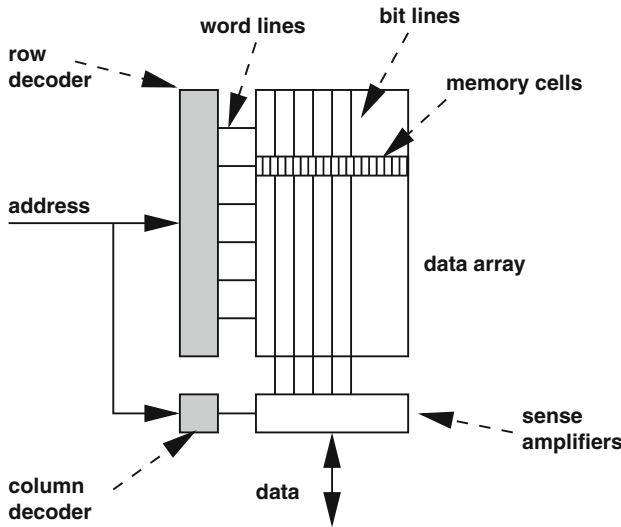 bit lines
word lines
row
decoder
memory cells
address
data array
sense
amplifiers
column
decoder
data